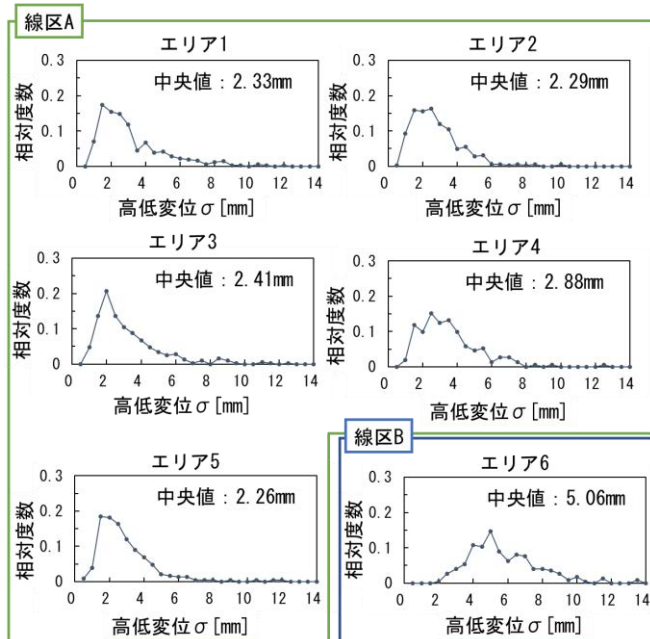 線区A
エリア1
中央値：2.33mm
相対度数
0.3
0.2
0.1
0
0 2 4 6 8 10 12 14
高低変位σ[mm]
エリア2
中央値：2.29mm
相対度数
0.3
0.2
0.1
0
0 2 4 6 8 10 12 14
高低変位σ[mm]
エリア3
中央値：2.41mm
相対度数
0.3
0.2
0.1
0
0 2 4 6 8 10 12 14
高低変位σ[mm]
エリア4
中央値：2.88mm
相対度数
0.3
0.2
0.1
0
0 2 4 6 8 10 12 14
高低変位σ[mm]
エリア5
中央値：2.26mm
相対度数
0.3
0.2
0.1
0
0 2 4 6 8 10 12 14
高低変位σ[mm]
線区B
エリア6
中央値：5.06mm
相対度数
0.3
0.2
0.1
0
0 2 4 6 8 10 12 14
高低変位σ[mm]